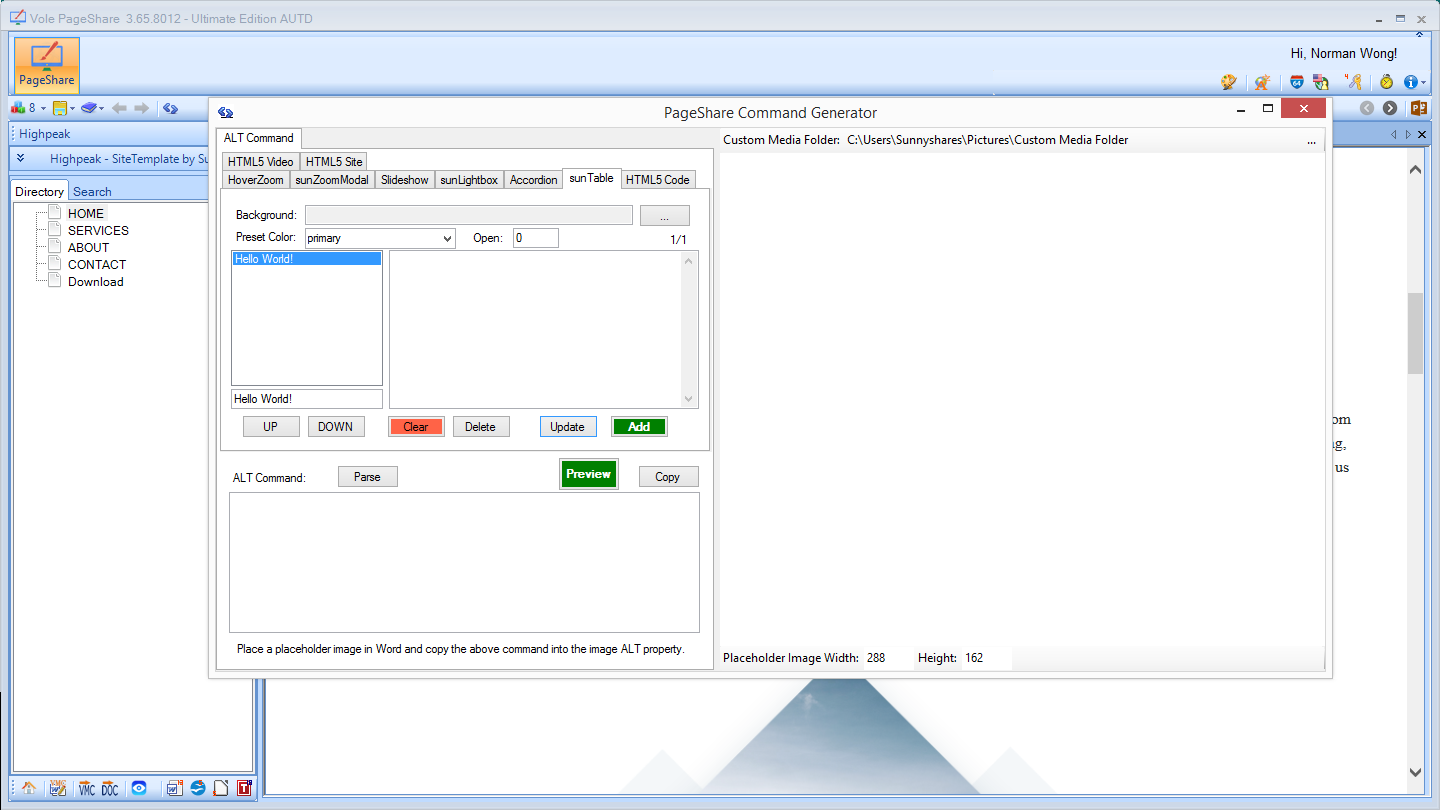 Vole PageShare 3.65.8012 - Ultimate Edition AUTD
Hi, Norman Wong!
PageShare
8
Highpeak
Highpeak - SiteTemplate by Su
Directory
Search
HOME
SERVICES
ABOUT
CONTACT
Download
PageShare Command Generator
ALT Command
HTML5 Video
HTML5 Site
HoverZoom
sunZoomModal
Slideshow
sunLightbox
Accordion
sunTable
HTML5 Code
Background:
...
Preset Color:
primary
Open:
0
1/1
Hello World!
Hello World!
UP
DOWN
Clear
Delete
Update
Add
ALT Command:
Parse
Preview
Copy
Place a placeholder image in Word and copy the above command into the image ALT property.
Custom Media Folder: C:\Users\Sunnyshares\Pictures\Custom Media Folder
...
Placeholder Image Width: 288
Height: 162
om
g,
us
VMC
DOC